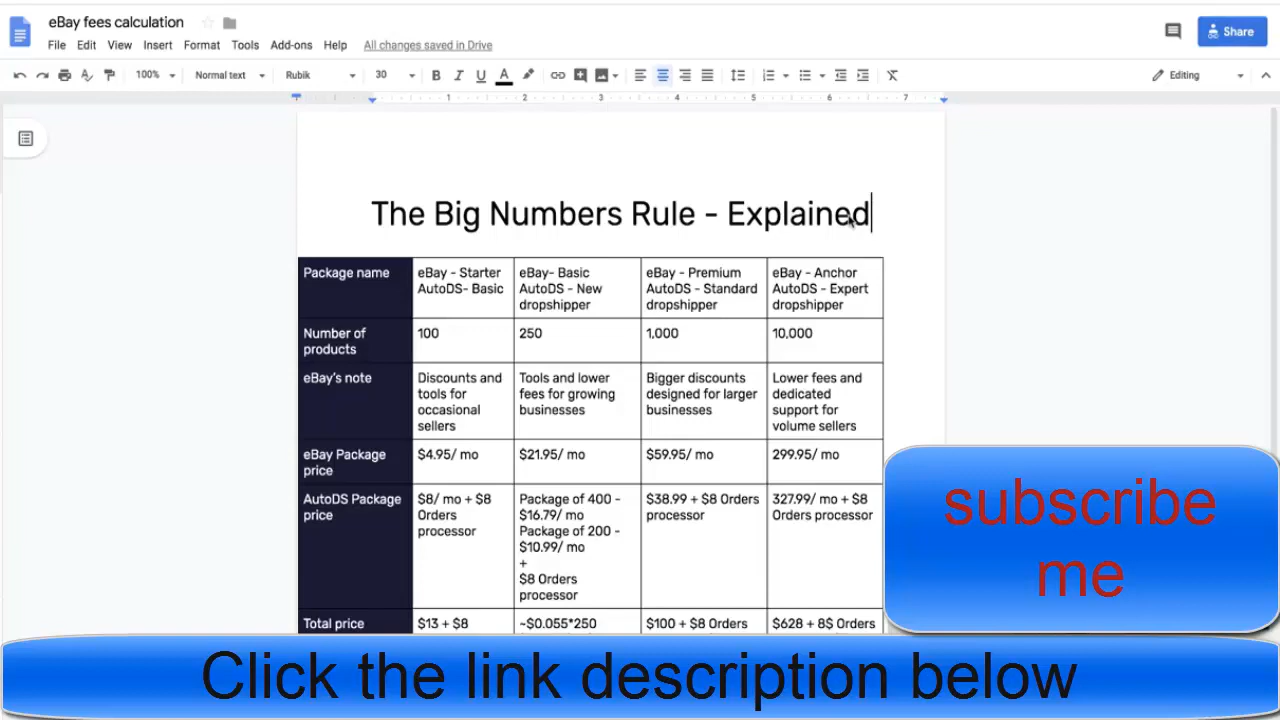 eBay fees calculation
File Edit View Insert Format Tools Add-ons Help All changes saved in Drive
Share
100% Normal text Rubik 30 B I U A Editing
1 2 3 4 5 6 7
The Big Numbers Rule - Explained
Package name
eBay - Starter
AutoDS- Basic
eBay- Basic
AutoDS - New
dropshipper
eBay - Premium
AutoDS - Standard
dropshipper
eBay - Anchor
AutoDS - Expert
dropshipper
Number of
products
100
250
1,000
10,000
eBay's note
Discounts and
tools for
occasional
sellers
Tools and lower
fees for growing
businesses
Bigger discounts
designed for larger
businesses
Lower fees and
dedicated
support for
volume sellers
eBay Package
price
$4.95/ mo
$21.95/ mo
$59.95/ mo
299.95/ mo
AutoDS Package
price
$8/ mo + $8
Orders
processor
Package of 400 -
$16.79/ mo
Package of 200 -
$10.99/ mo
+
$8 Orders
processor
$38.99 + $8 Orders
processor
327.99/ mo + $8
Orders processor
Total price
$13 + $8
~$0.055*250
$100 + $8 Orders
$628 + 8$ Orders
subscribe
me
Click the link description below